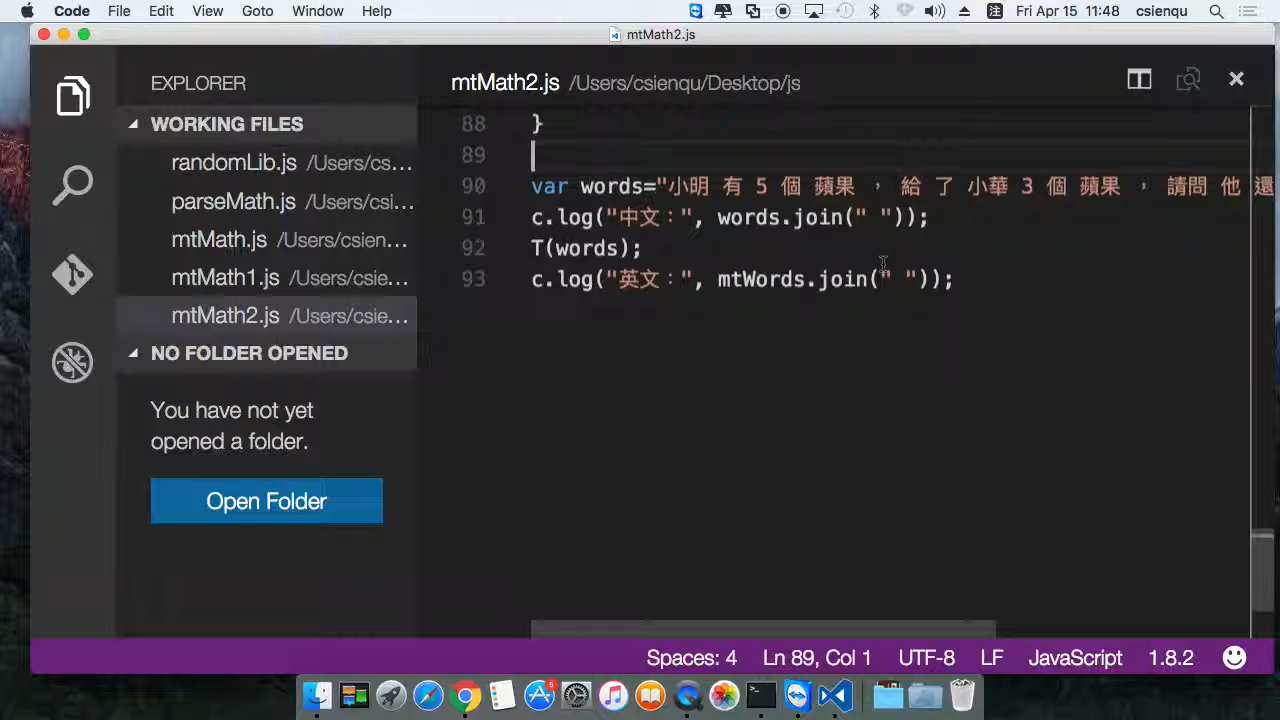 Code File Edit View Goto Window Help 注 Fri Apr 15 11:48 csienqu
mtMath2.js
EXPLORER
WORKING FILES
randomLib.js /Users/cs...
parseMath.js /Users/csi...
mtMath.js /Users/csien...
mtMath1.js /Users/csie...
mtMath2.js /Users/csie...
NO FOLDER OPENED
You have not yet
opened a folder.
Open Folder
mtMath2.js /Users/csienqu/Desktop/js
88 }
89
90 var words="小明 有 5 個 蘋果 ， 給 了 小華 3 個 蘋果 ， 請問 他 還
91 c.log("中文：", words.join(" "));
92 T(words);
93 c.log("英文：", mtWords.join(" "));
Spaces: 4 Ln 89, Col 1 UTF-8 LF JavaScript 1.8.2
6